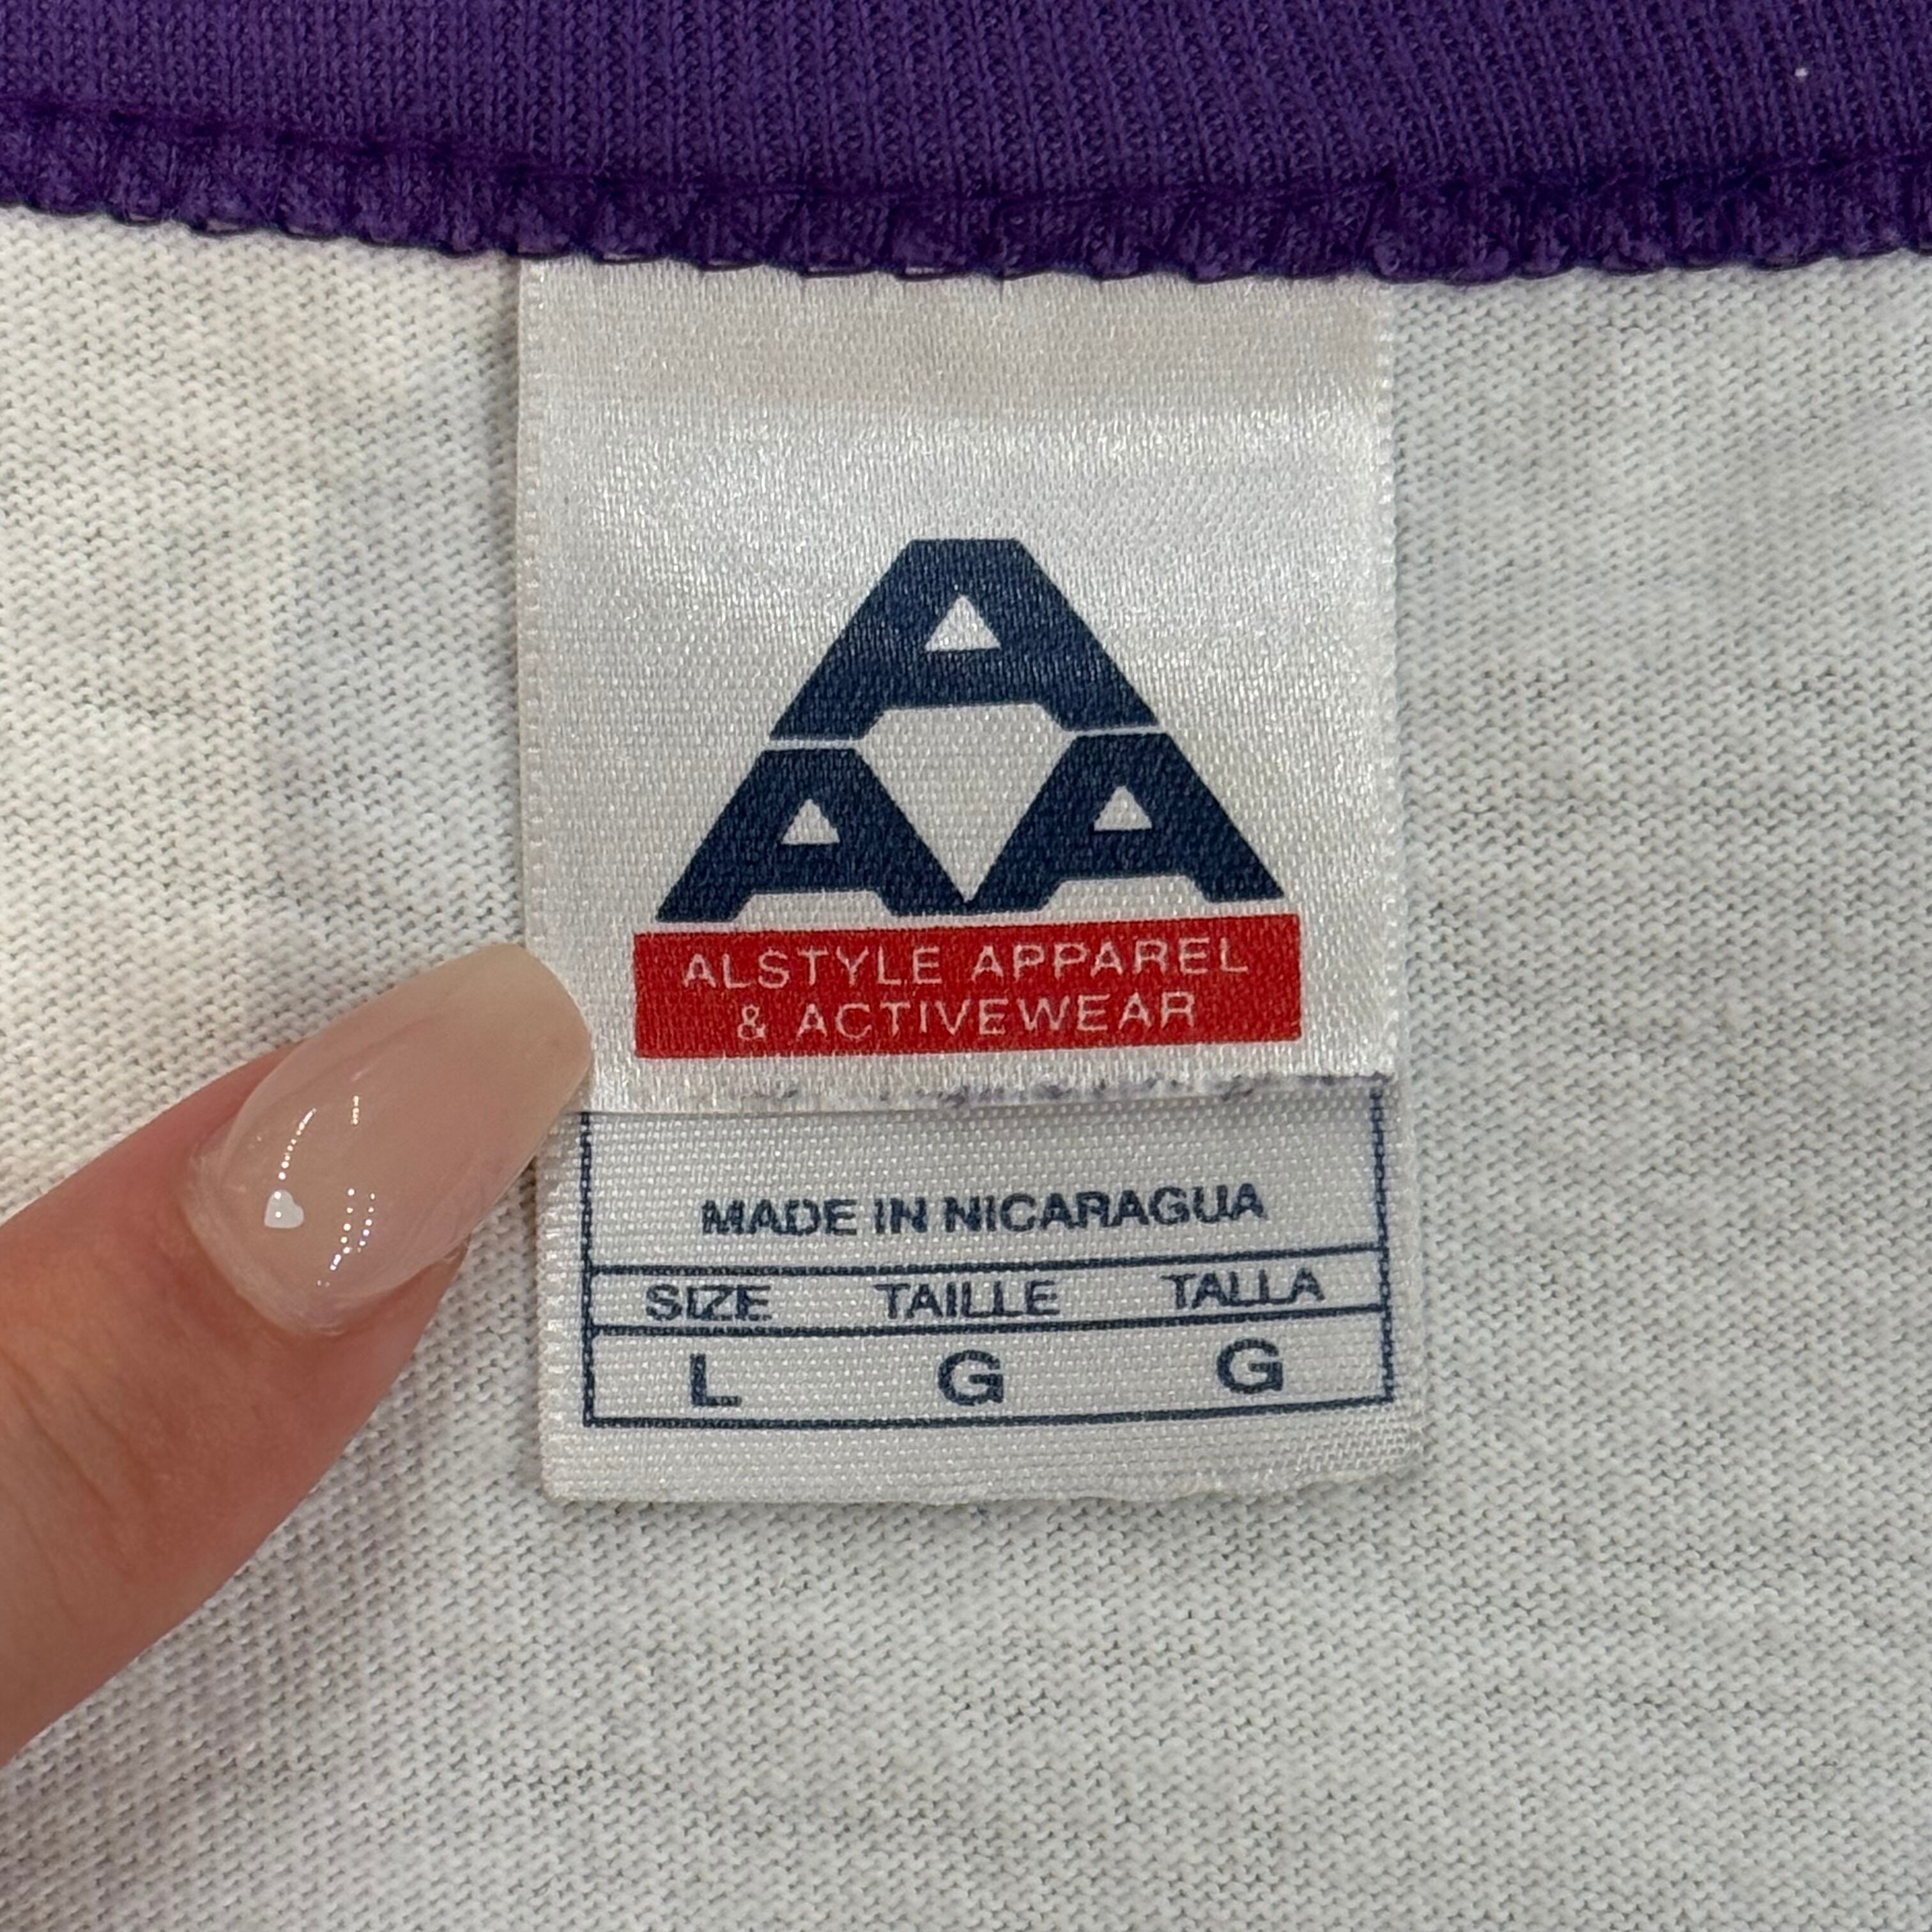 A
A A
ALSTYLE APPAREL
& ACTIVEWEAR
MADE IN NICARAGUA
SIZE TAILLE TALLA
L G G